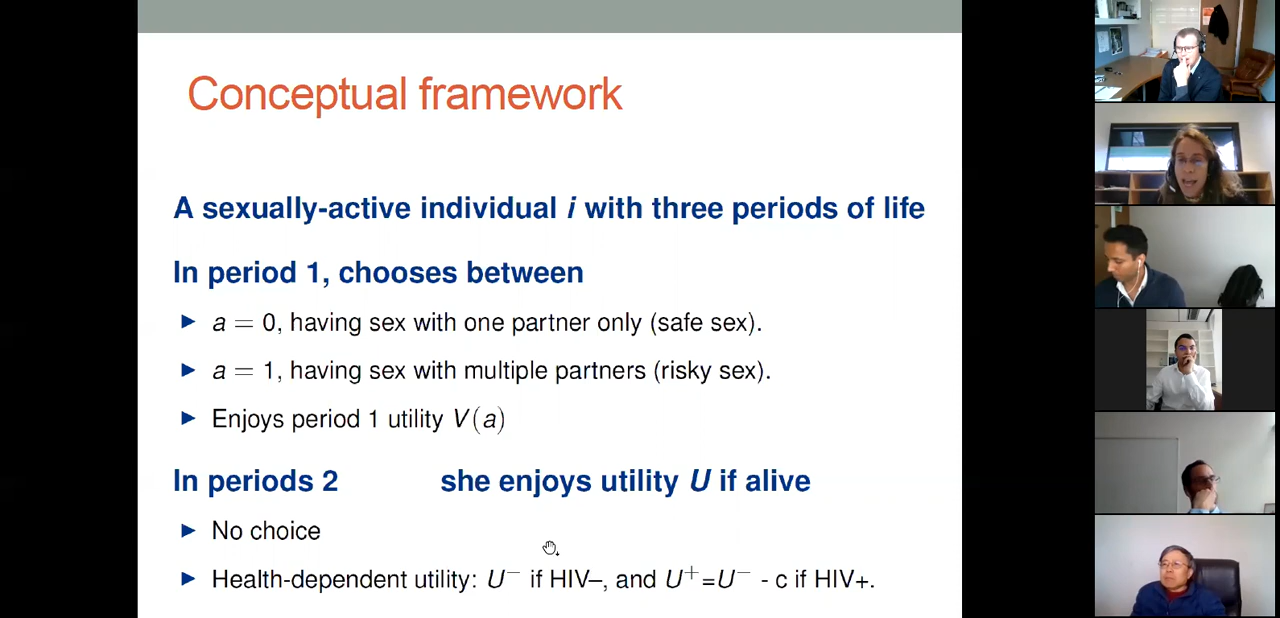 Conceptual framework
A sexually-active individual i with three periods of life
In period 1, chooses between
► a = 0, having sex with one partner only (safe sex).
► a = 1, having sex with multiple partners (risky sex).
► Enjoys period 1 utility V(a)
In periods 2 she enjoys utility U if alive
► No choice
► Health-dependent utility: U⁻ if HIV–, and U⁺=U⁻ - c if HIV+.